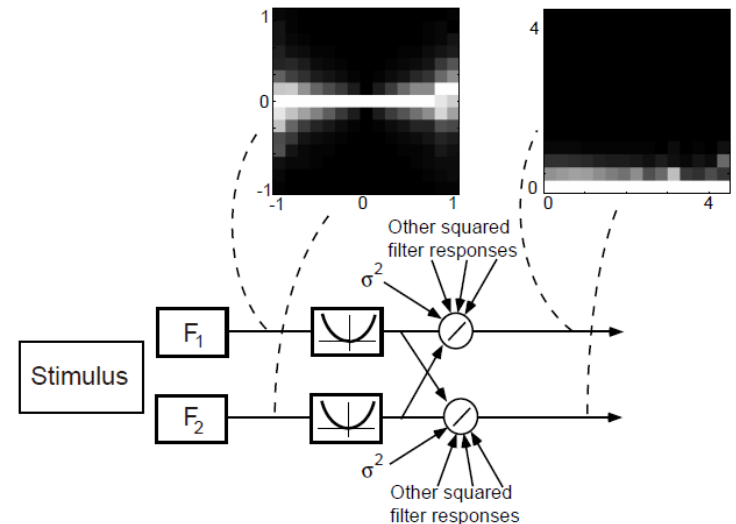 1
0
-1
-1 0 1
4
0
0 4
Other squared
filter responses
σ²
F₁
Stimulus
F₂
σ²
Other squared
filter responses